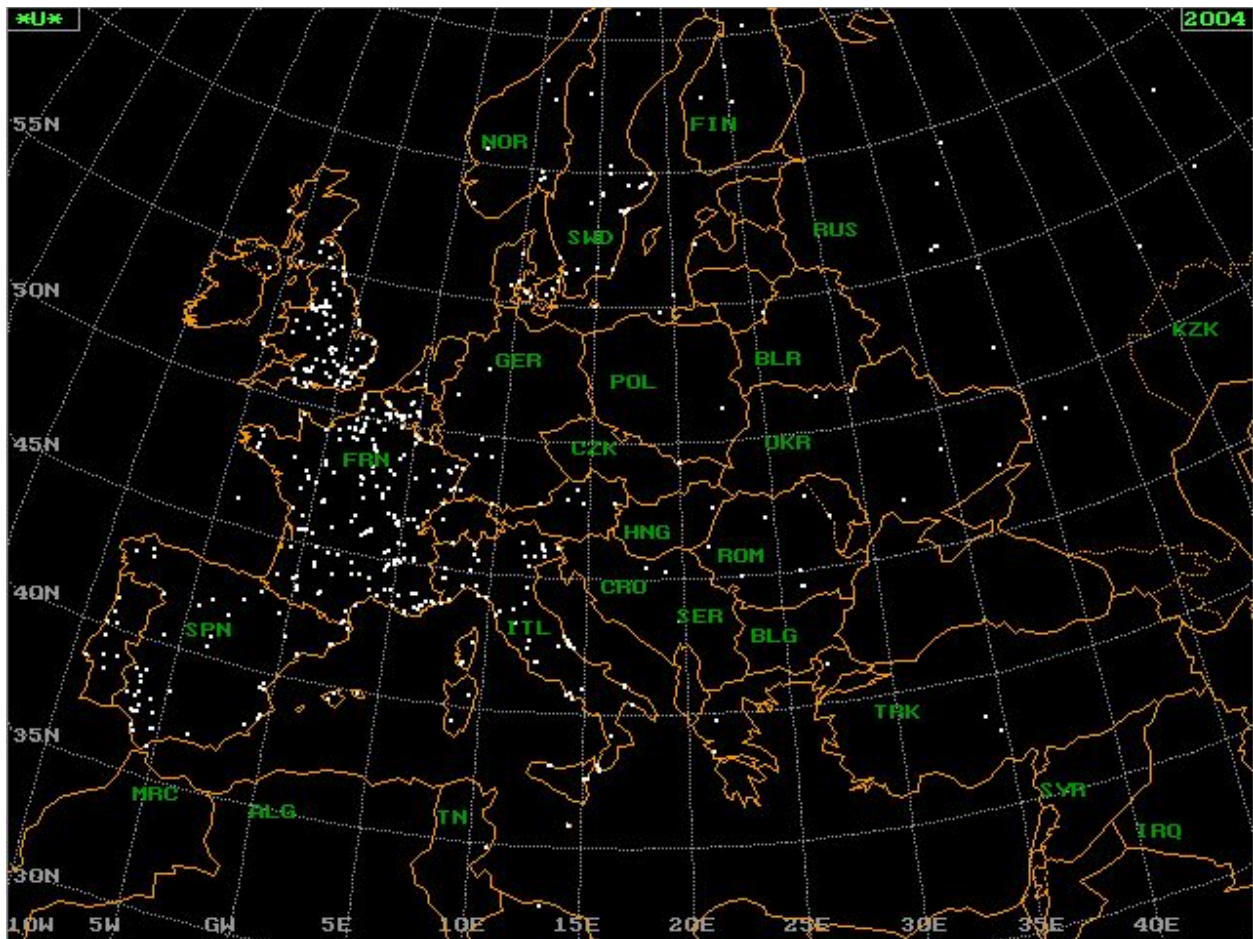 *U*
2004
55N
FIN
NOR
SWD
RUS
50N
KZK
GER
BLR
POL
45N
CZK
UKR
FRN
HNG
ROM
40N
CRO
SPN
ITL
SER
BLG
35N
TRK
MRC
ALG
TN
SYR
IRQ
30N
10W 5W GW 5E 10E 15E 20E 25E 30E 35E 40E